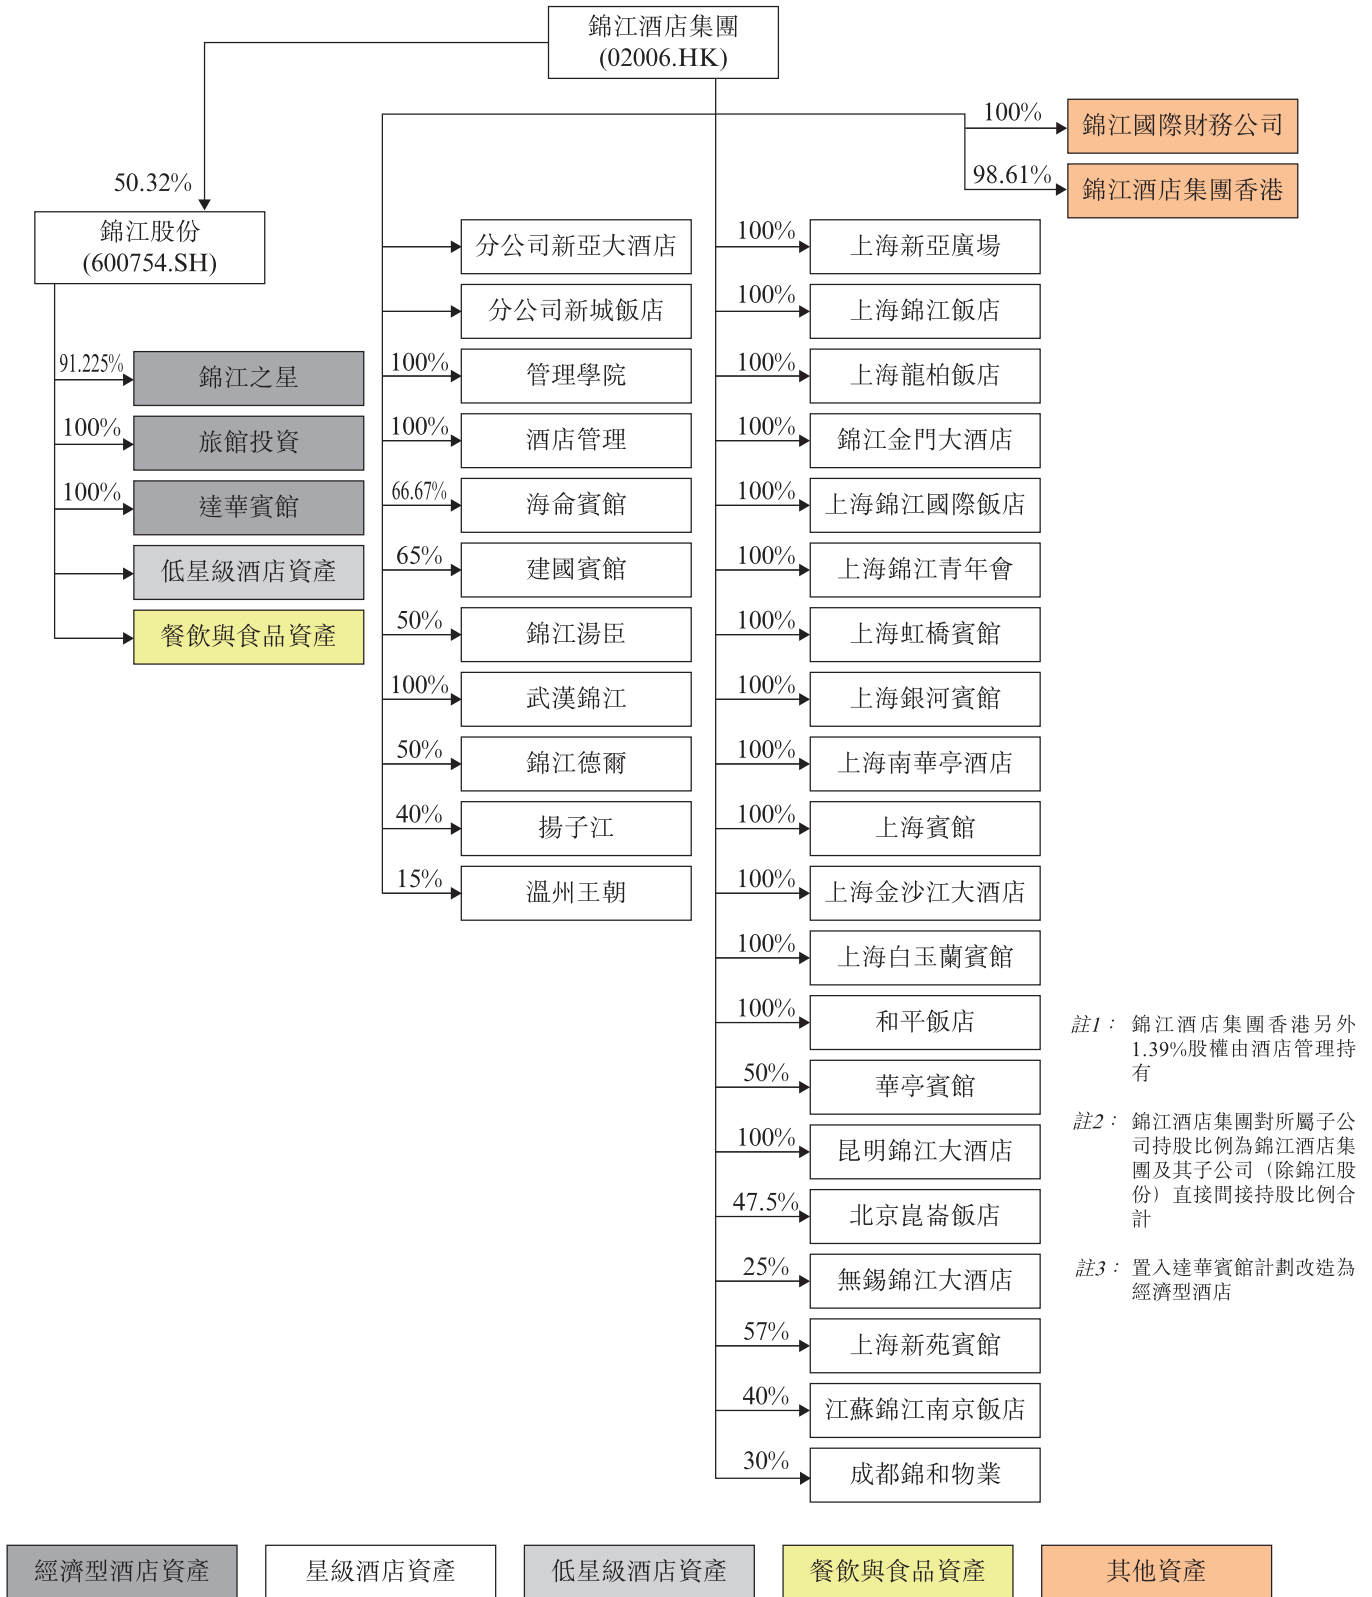 錦江酒店集團
(02006.HK)
100%
錦江國際財務公司
98.61%
錦江酒店集團香港
50.32%
錦江股份
(600754.SH)
91.225%
錦江之星
100%
旅館投資
100%
達華賓館
低星級酒店資產
餐飲與食品資產
分公司新亞大酒店
分公司新城飯店
100%
管理學院
100%
酒店管理
66.67%
海侖賓館
65%
建國賓館
50%
錦江湯臣
100%
武漢錦江
50%
錦江德爾
40%
揚子江
15%
溫州王朝
100%
上海新亞廣場
100%
上海錦江飯店
100%
上海龍柏飯店
100%
錦江金門大酒店
100%
上海錦江國際飯店
100%
上海錦江青年會
100%
上海虹橋賓館
100%
上海銀河賓館
100%
上海南華亭酒店
100%
上海賓館
100%
上海金沙江大酒店
100%
上海白玉蘭賓館
100%
和平飯店
50%
華亭賓館
100%
昆明錦江大酒店
47.5%
北京崑崙飯店
25%
無錫錦江大酒店
57%
上海新苑賓館
40%
江蘇錦江南京飯店
30%
成都錦和物業
註1： 錦江酒店集團香港另外
1.39%股權由酒店管理持
有
註2： 錦江酒店集團對所屬子公
司持股比例為錦江酒店集
團及其子公司（除錦江股
份）直接間接持股比例合
計
註3： 置入達華賓館計劃改造為
經濟型酒店
經濟型酒店資產
星級酒店資產
低星級酒店資產
餐飲與食品資產
其他資產